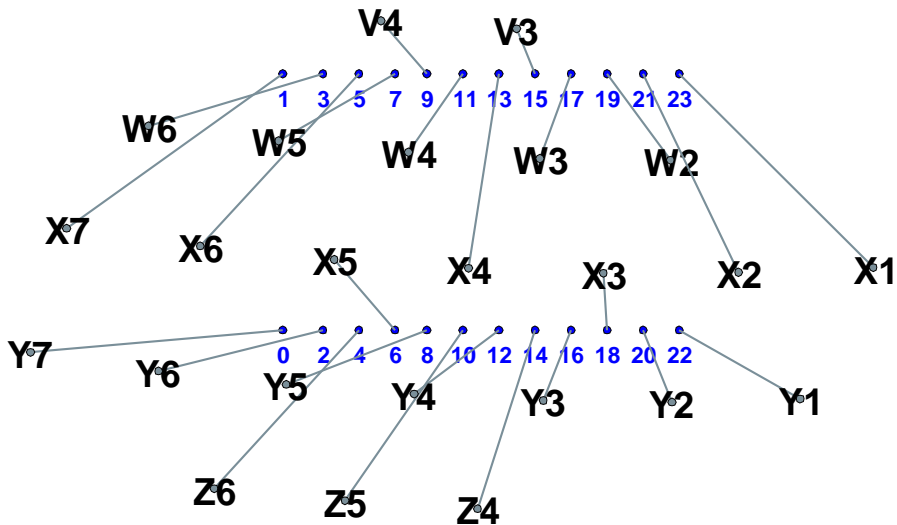 V4 V3
1 3 5 7 9 11 13 15 17 19 21 23
W6 W5 W4 W3 W2
X7 X6 X5 X4 X3 X2 X1
0 2 4 6 8 10 12 14 16 18 20 22
Y7 Y6 Y5 Y4 Y3 Y2 Y1
Z6 Z5 Z4